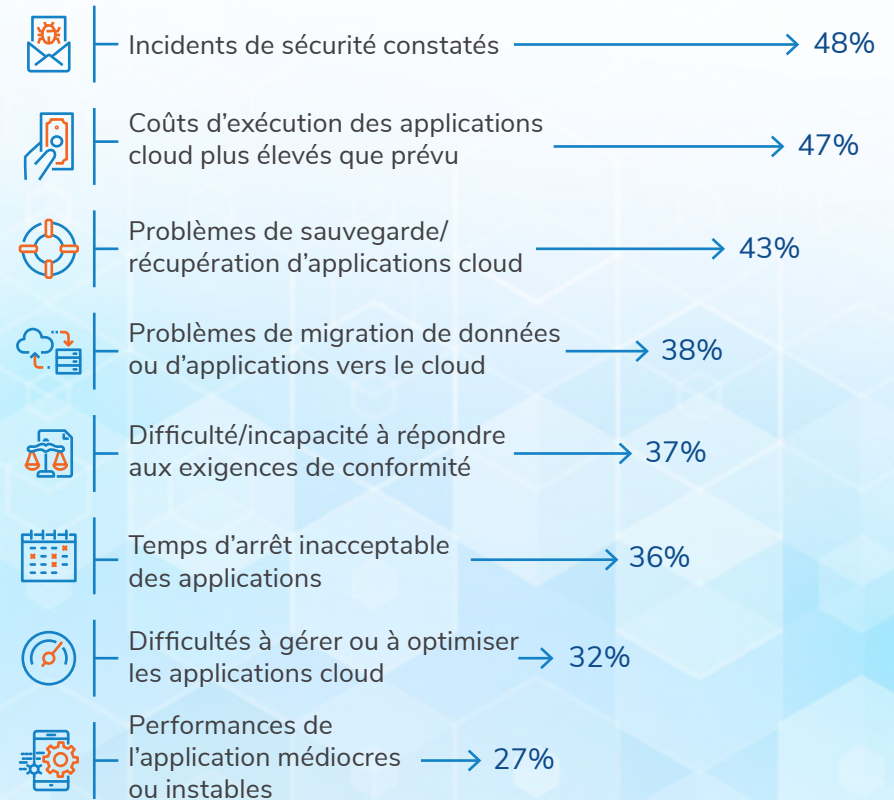 Incidents de sécurité constatés
48%
Coûts d’exécution des applications
cloud plus élevés que prévu
47%
Problèmes de sauvegarde/
récupération d’applications cloud
43%
Problèmes de migration de données
ou d’applications vers le cloud
38%
Difficulté/incapacité à répondre
aux exigences de conformité
37%
Temps d’arrêt inacceptable
des applications
36%
Difficultés à gérer ou à optimiser
les applications cloud
32%
Performances de
l’application médiocres
ou instables
27%